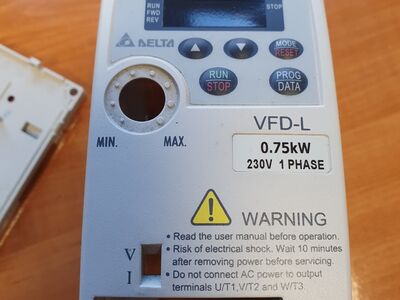 RUN
FWD
REV
STOP
DELTA
MODE
RESET
RUN
STOP
PROG
DATA
MIN.
MAX.
VFD-L
0.75kW
230V 1 PHASE
WARNING
• Read the user manual before operation.
• Risk of electrical shock. Wait 10 minutes
after removing power before servicing.
• Do not connect AC power to output
terminals U/T1,V/T2 and W/T3.
V
I